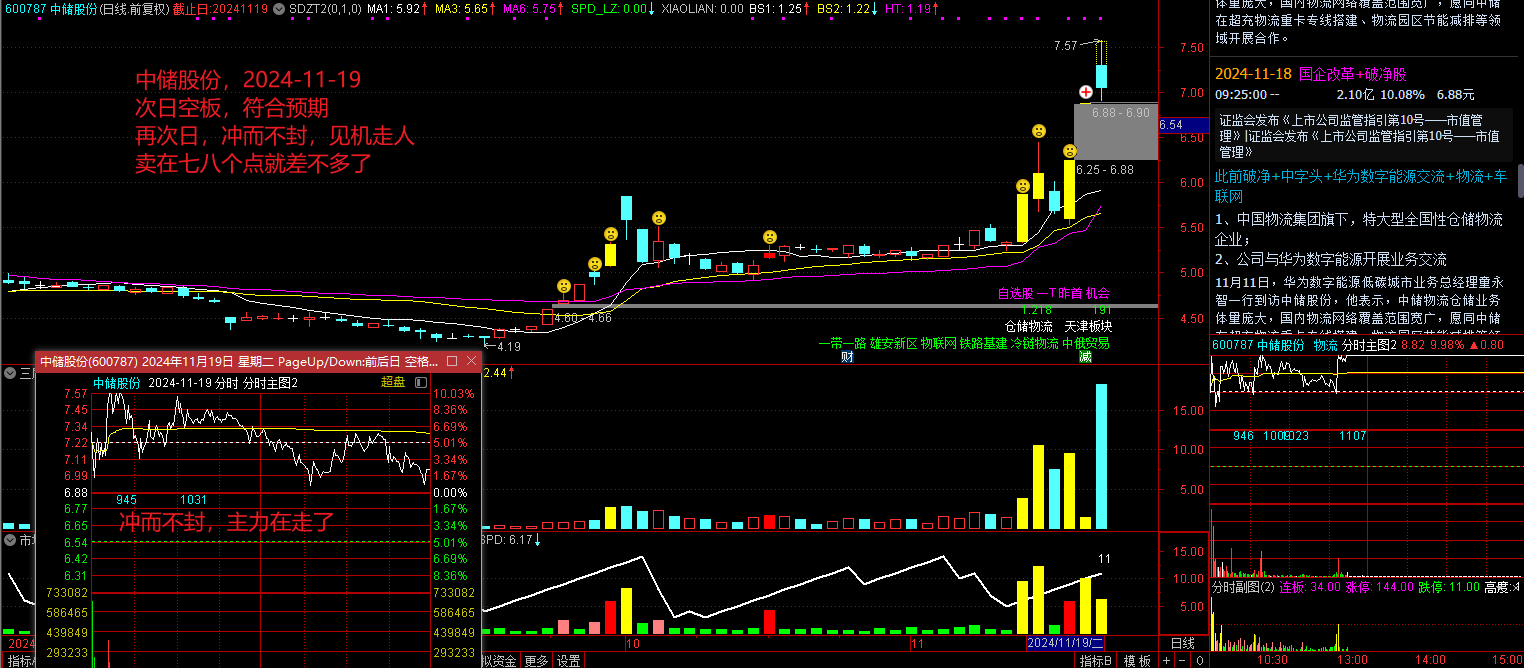 600787 中储股份(日线.前复权) 截止日:20241119 SDZT2(0,1,0) MA1: 5.92↑ MA3: 5.65↑ MA6: 5.75↑ SPD_LZ: 0.00↓ XIAOLIAN: 0.00 BS1: 1.25↑ BS2: 1.22↓ HT: 1.19↑
中储股份，2024-11-19
次日空板，符合预期
再次日，冲而不封，见机走人
卖在七八个点就差不多了
7.57
6.88 - 6.90
6.25 - 6.88
4.60 - 4.66
4.19
自选股 一T昨首 机会
1.21B 191
仓储物流 天津板块
一带一路 雄安新区 物联网 铁路基建 冷链物流 中俄贸易
财
减
7.50
7.00
6.54
6.50
6.00
5.50
5.00
4.50
中储股份(600787) 2024年11月19日 星期二 PageUp/Down:前后日 空格...
中储股份 2024-11-19 分时 分时主图2 超盘
7.57 10.03%
7.45 8.36%
7.34 6.69%
7.22 5.01%
7.11 3.34%
6.99 1.67%
6.88 0.00%
945 1031
6.77 1.67%
6.65 3.34%
6.54 5.01%
6.42 6.69%
6.31 8.36%
733082 733082
586465 586465
439849 439849
293233 293233
冲而不封，主力在走了
2.44↑
15.00
10.00
5.00
PD: 6.17↓
11
15.00
10.00
5.00
10
11
2024/11/19/二
日线
更多 设置
指标B 模板 + - 0
体量庞大，国内物流网络覆盖范围宽广，愿同中储
在超充物流重卡专线搭建、物流园区节能减排等领
域开展合作。
2024-11-18 国企改革+破净股
09:25:00 -- 2.10亿 10.08% 6.88元
证监会发布《上市公司监管指引第10号——市值管
理》|证监会发布《上市公司监管指引第10号——市值
管理》
此前破净+中字头+华为数字能源交流+物流+车
联网
1、中国物流集团旗下，特大型全国性仓储物流
企业；
2、公司与华为数字能源开展业务交流
11月11日，华为数字能源低碳城市业务总经理童永
智一行到访中储股份，他表示，中储物流仓储业务
体量庞大，国内物流网络覆盖范围宽广，愿同中储
600787 中储股份 物流 分时主图2 8.82 9.98% ▲0.80
946 1023 1107
分时副图(2) 连板: 34.00 涨停: 144.00 跌停: 11.00 高度:
10:30 13:00 14:00 15:00